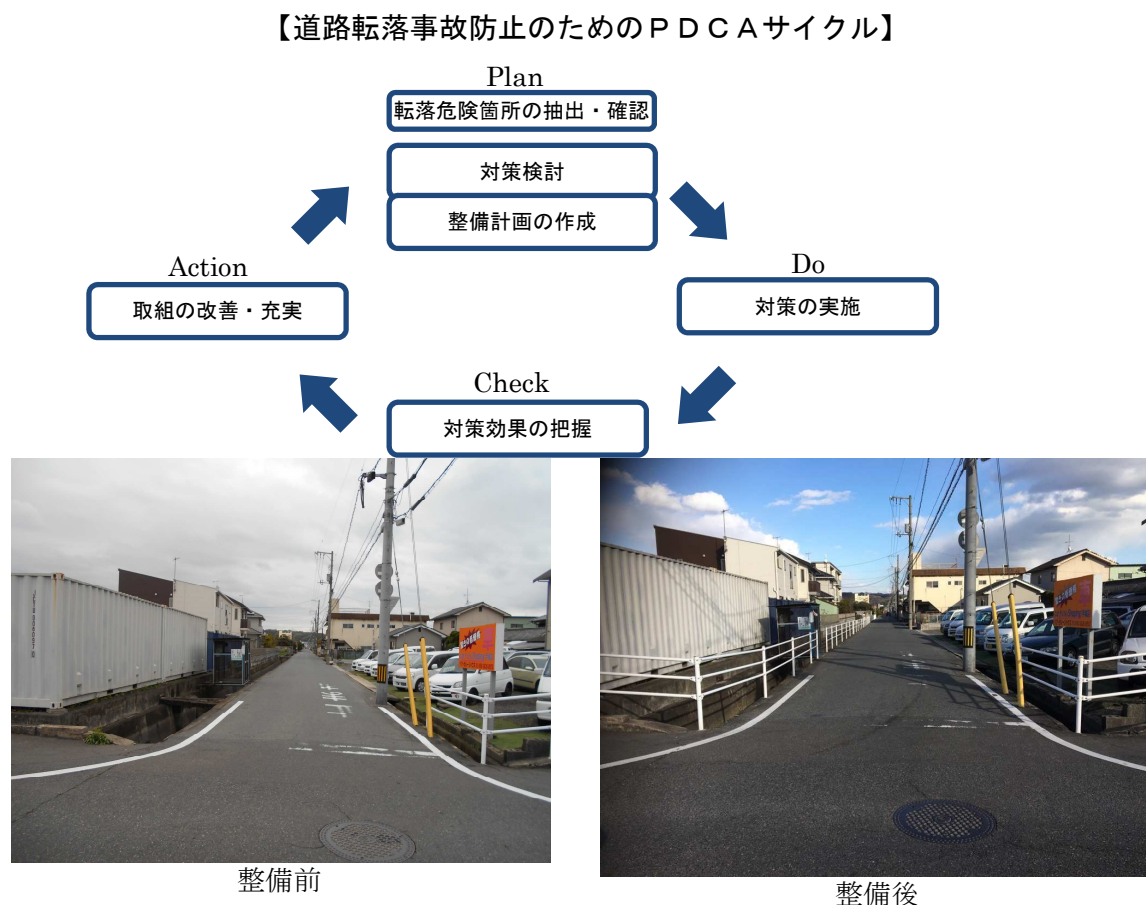 【道路転落事故防止のためのＰＤＣＡサイクル】
Plan
転落危険箇所の抽出・確認
対策検討
整備計画の作成
Action
取組の改善・充実
Do
対策の実施
Check
対策効果の把握
整備前
整備後